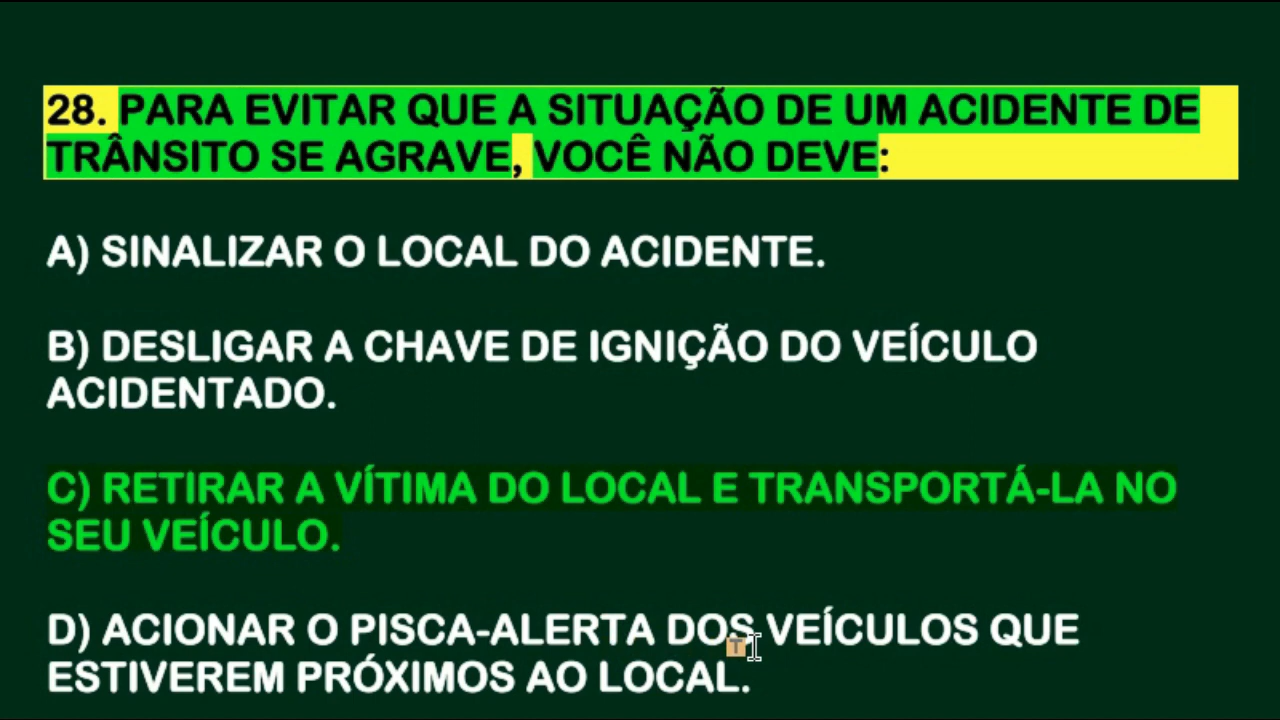 28. PARA EVITAR QUE A SITUAÇÃO DE UM ACIDENTE DE
TRÂNSITO SE AGRAVE, VOCÊ NÃO DEVE:
A) SINALIZAR O LOCAL DO ACIDENTE.
B) DESLIGAR A CHAVE DE IGNIÇÃO DO VEÍCULO
ACIDENTADO.
C) RETIRAR A VÍTIMA DO LOCAL E TRANSPORTÁ-LA NO
SEU VEÍCULO.
D) ACIONAR O PISCA-ALERTA DOS VEÍCULOS QUE
ESTIVEREM PRÓXIMOS AO LOCAL.